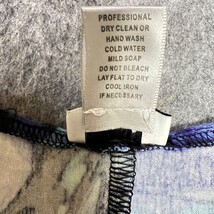 PROFESSIONAL
DRY CLEAN OR
HAND WASH
COLD WATER
MILD SOAP
DO NOT BLEACH
LAY FLAT TO DRY
COOL IRON
IF NECESSARY